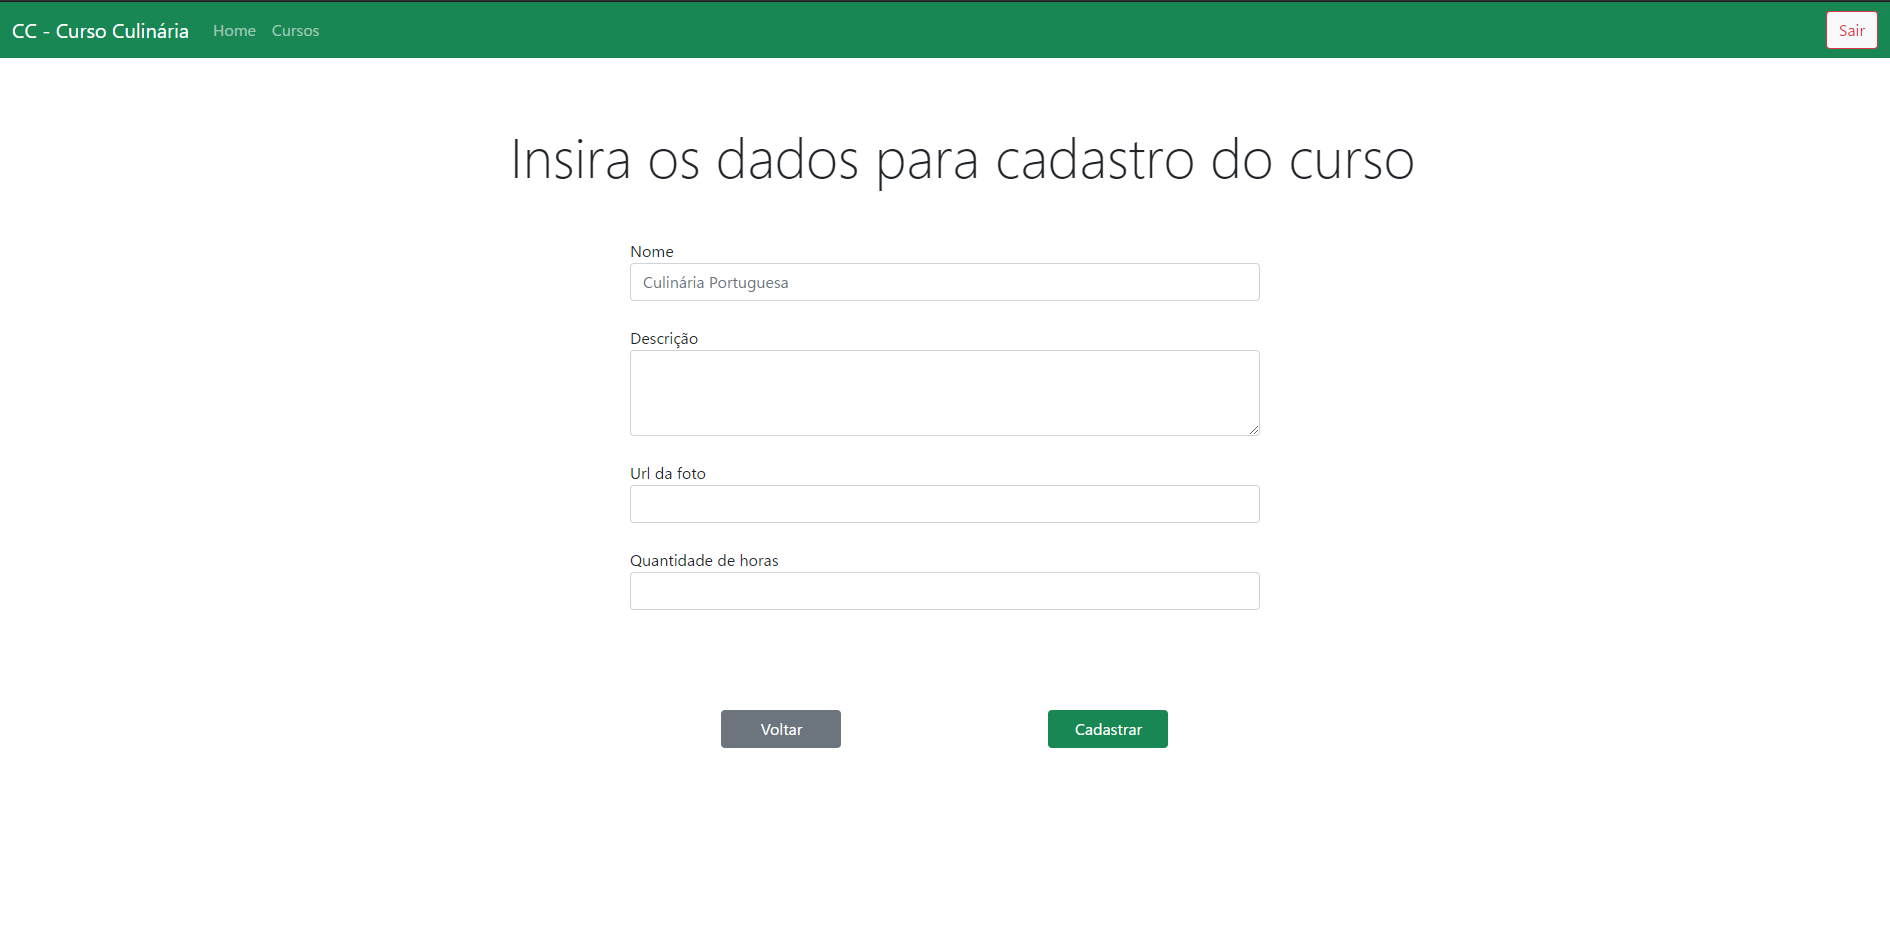 CC - Curso Culinária Home Cursos Sair
Insira os dados para cadastro do curso
Nome
Culinária Portuguesa
Descrição
Url da foto
Quantidade de horas
Voltar Cadastrar